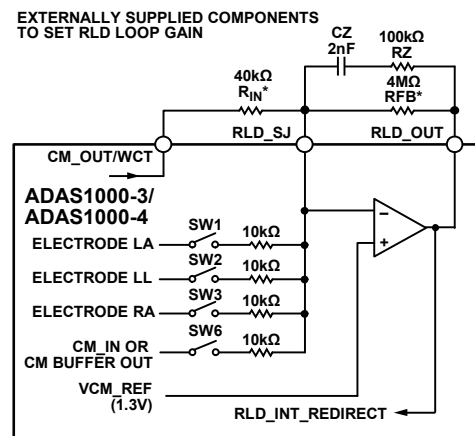 EXTERNALLY SUPPLIED COMPONENTS
TO SET RLD LOOP GAIN
CZ
2nF
100kΩ
RZ
40kΩ
R_IN*
4MΩ
RFB*
CM_OUT/WCT
RLD_SJ
RLD_OUT
ADAS1000-3/
ADAS1000-4
ELECTRODE LA
SW1
10kΩ
ELECTRODE LL
SW2
10kΩ
ELECTRODE RA
SW3
10kΩ
CM_IN OR
CM BUFFER OUT
SW6
10kΩ
–
+
VCM_REF
(1.3V)
RLD_INT_REDIRECT